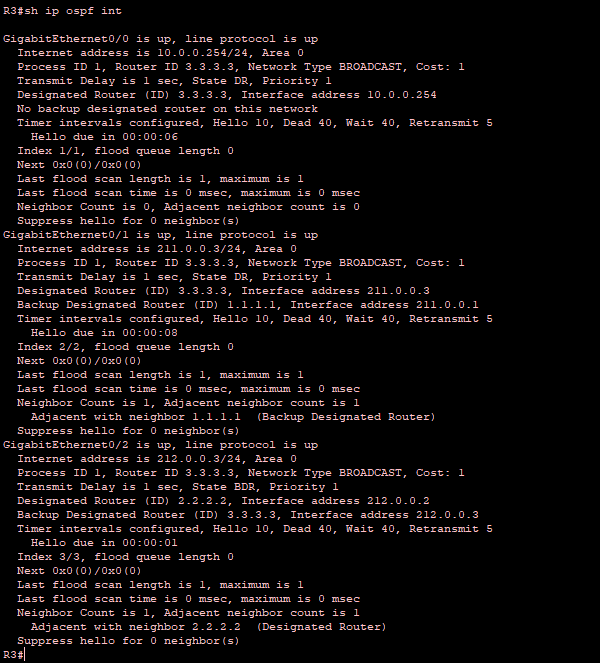 R3#sh ip ospf int
GigabitEthernet0/0 is up, line protocol is up
Internet address is 10.0.0.254/24, Area 0
Process ID 1, Router ID 3.3.3.3, Network Type BROADCAST, Cost: 1
Transmit Delay is 1 sec, State DR, Priority 1
Designated Router (ID) 3.3.3.3, Interface address 10.0.0.254
No backup designated router on this network
Timer intervals configured, Hello 10, Dead 40, Wait 40, Retransmit 5
Hello due in 00:00:06
Index 1/1, flood queue length 0
Next 0x0(0)/0x0(0)
Last flood scan length is 1, maximum is 1
Last flood scan time is 0 msec, maximum is 0 msec
Neighbor Count is 0, Adjacent neighbor count is 0
Suppress hello for 0 neighbor(s)
GigabitEthernet0/1 is up, line protocol is up
Internet address is 211.0.0.3/24, Area 0
Process ID 1, Router ID 3.3.3.3, Network Type BROADCAST, Cost: 1
Transmit Delay is 1 sec, State DR, Priority 1
Designated Router (ID) 3.3.3.3, Interface address 211.0.0.3
Backup Designated Router (ID) 1.1.1.1, Interface address 211.0.0.1
Timer intervals configured, Hello 10, Dead 40, Wait 40, Retransmit 5
Hello due in 00:00:08
Index 2/2, flood queue length 0
Next 0x0(0)/0x0(0)
Last flood scan length is 1, maximum is 1
Last flood scan time is 0 msec, maximum is 0 msec
Neighbor Count is 1, Adjacent neighbor count is 1
Adjacent with neighbor 1.1.1.1  (Backup Designated Router)
Suppress hello for 0 neighbor(s)
GigabitEthernet0/2 is up, line protocol is up
Internet address is 212.0.0.3/24, Area 0
Process ID 1, Router ID 3.3.3.3, Network Type BROADCAST, Cost: 1
Transmit Delay is 1 sec, State BDR, Priority 1
Designated Router (ID) 2.2.2.2, Interface address 212.0.0.2
Backup Designated Router (ID) 3.3.3.3, Interface address 212.0.0.3
Timer intervals configured, Hello 10, Dead 40, Wait 40, Retransmit 5
Hello due in 00:00:01
Index 3/3, flood queue length 0
Next 0x0(0)/0x0(0)
Last flood scan length is 1, maximum is 1
Last flood scan time is 0 msec, maximum is 0 msec
Neighbor Count is 1, Adjacent neighbor count is 1
Adjacent with neighbor 2.2.2.2  (Designated Router)
Suppress hello for 0 neighbor(s)
R3#